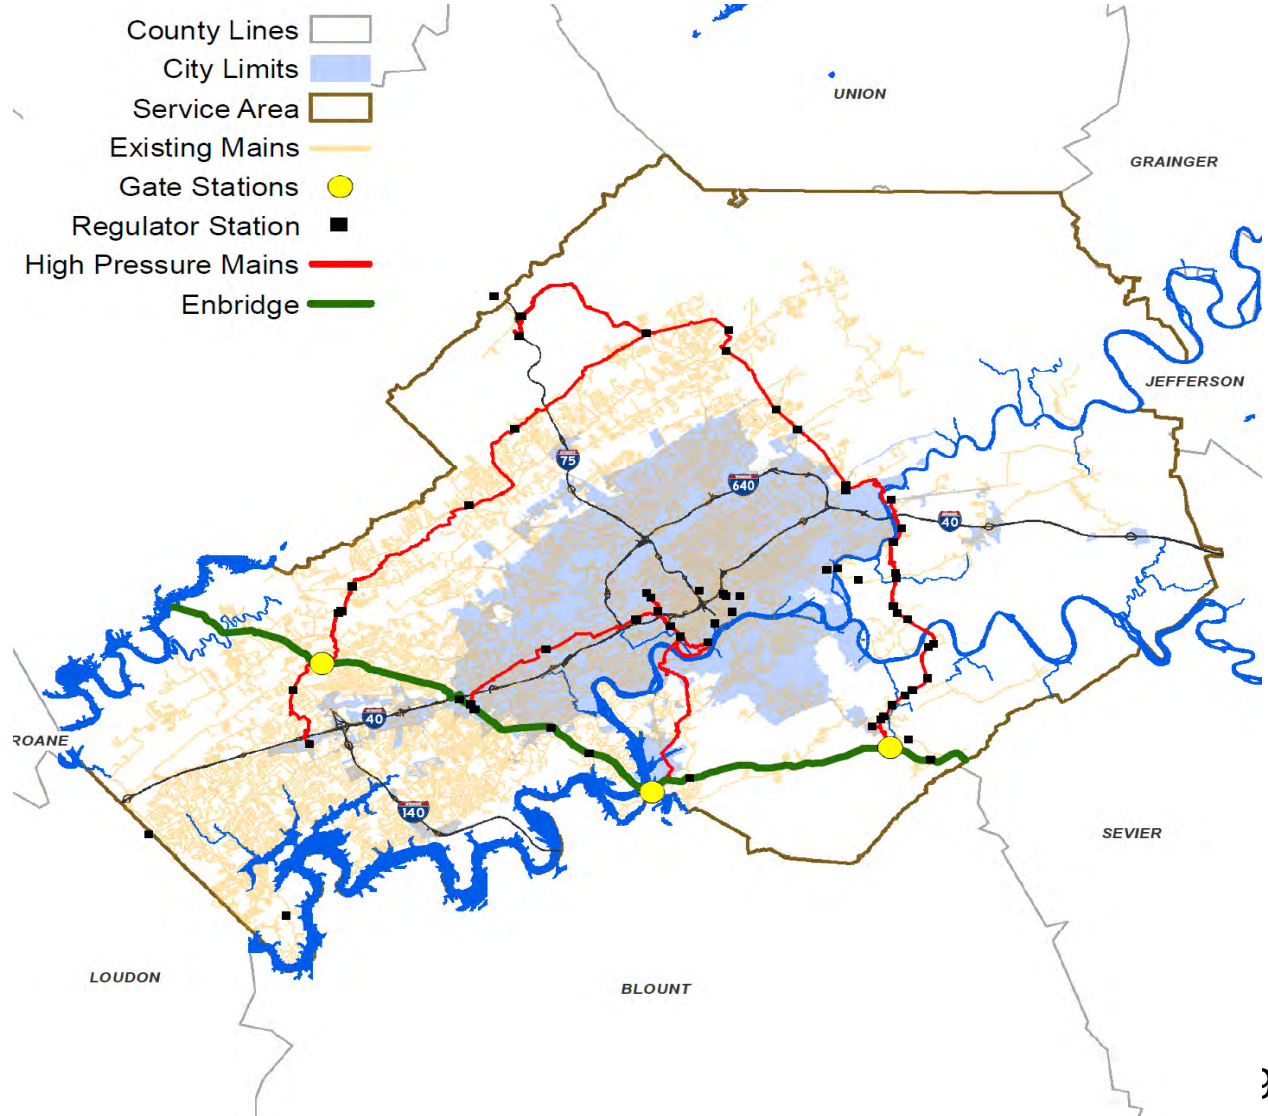 County Lines
City Limits
Service Area
Existing Mains
Gate Stations
Regulator Station
High Pressure Mains
Enbridge
UNION
GRAINGER
JEFFERSON
75
640
40
ROANE
40
140
SEVIER
LOUDON
BLOUNT